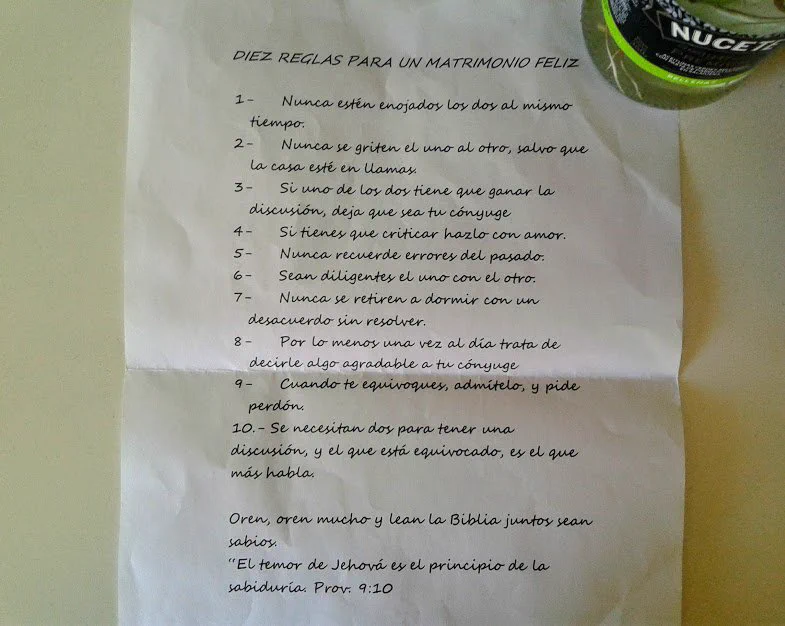 DIEZ REGLAS PARA UN MATRIMONIO FELIZ
1- Nunca estén enojados los dos al mismo
tiempo.
2- Nunca se griten el uno al otro, salvo que
la casa esté en llamas.
3- Si uno de los dos tiene que ganar la
discusión, deja que sea tu cónyuge
4- Si tienes que criticar hazlo con amor.
5- Nunca recuerde errores del pasado.
6- Sean diligentes el uno con el otro.
7- Nunca se retiren a dormir con un
desacuerdo sin resolver.
8- Por lo menos una vez al día trata de
decirle algo agradable a tu cónyuge
9- Cuando te equivoques, admítelo, y pide
perdón.
10.- Se necesitan dos para tener una
discusión, y el que está equivocado, es el que
más habla.
Oren, oren mucho y lean la Biblia juntos sean
sabios.
“El temor de Jehová es el principio de la
sabiduría. Prov. 9:10
NUCETE